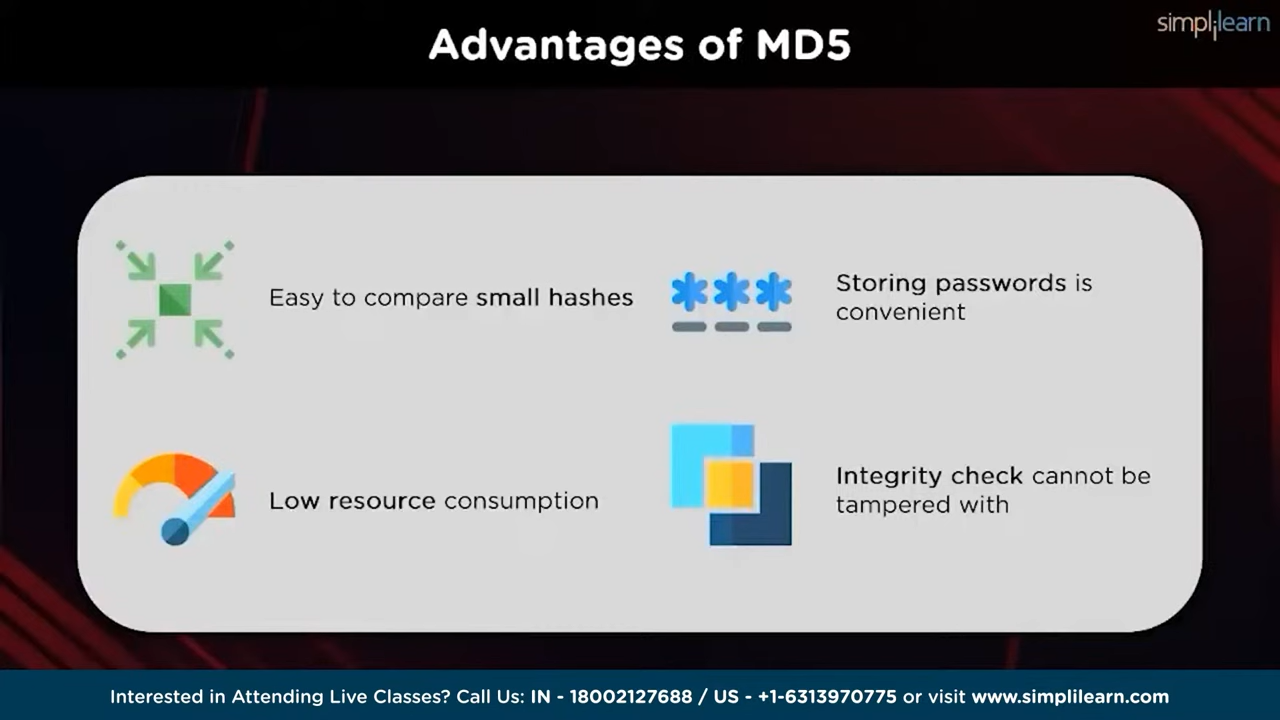 Advantages of MD5
simplilearn
Easy to compare small hashes
Storing passwords is
convenient
Low resource consumption
Integrity check cannot be
tampered with
Interested in Attending Live Classes? Call Us: IN - 18002127688 / US - +1-6313970775 or visit www.simplilearn.com